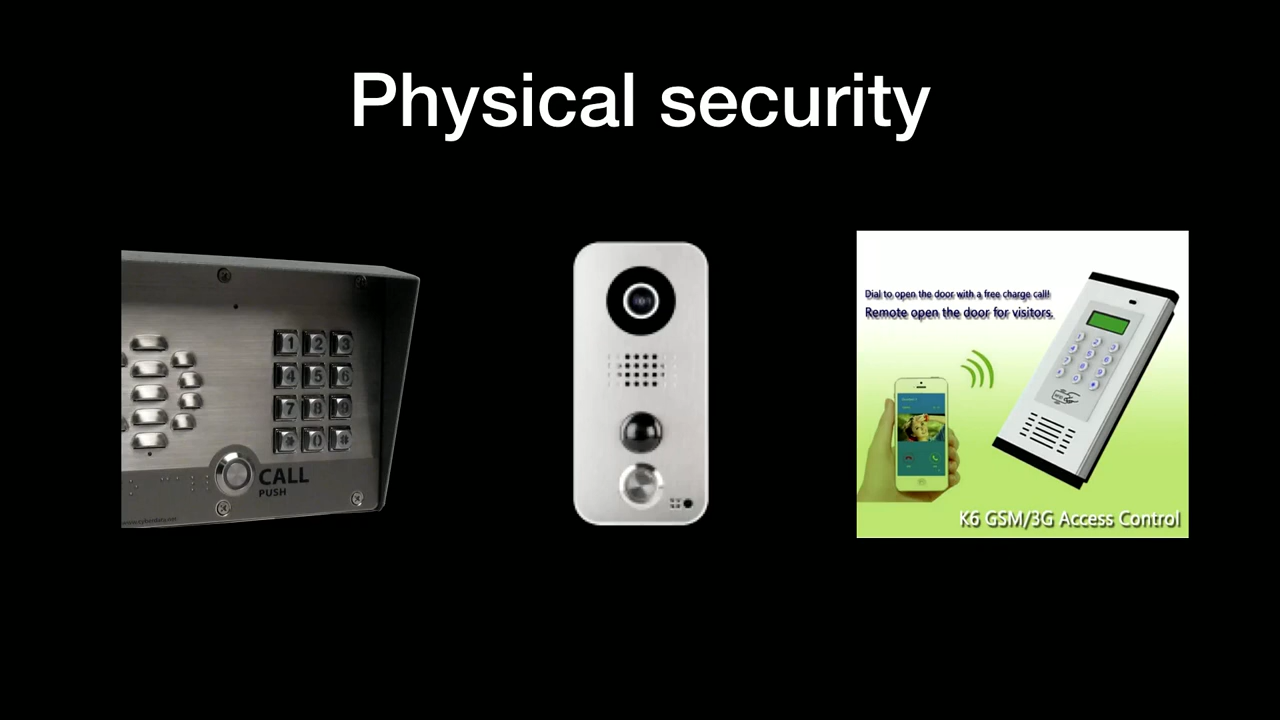 Physical security
1 2 3
4 5 6
7 8 9
* 0 #
CALL
PUSH
Dial to open the door with a free charge call!
Remote open the door for visitors.
K6 GSM/3G Access Control